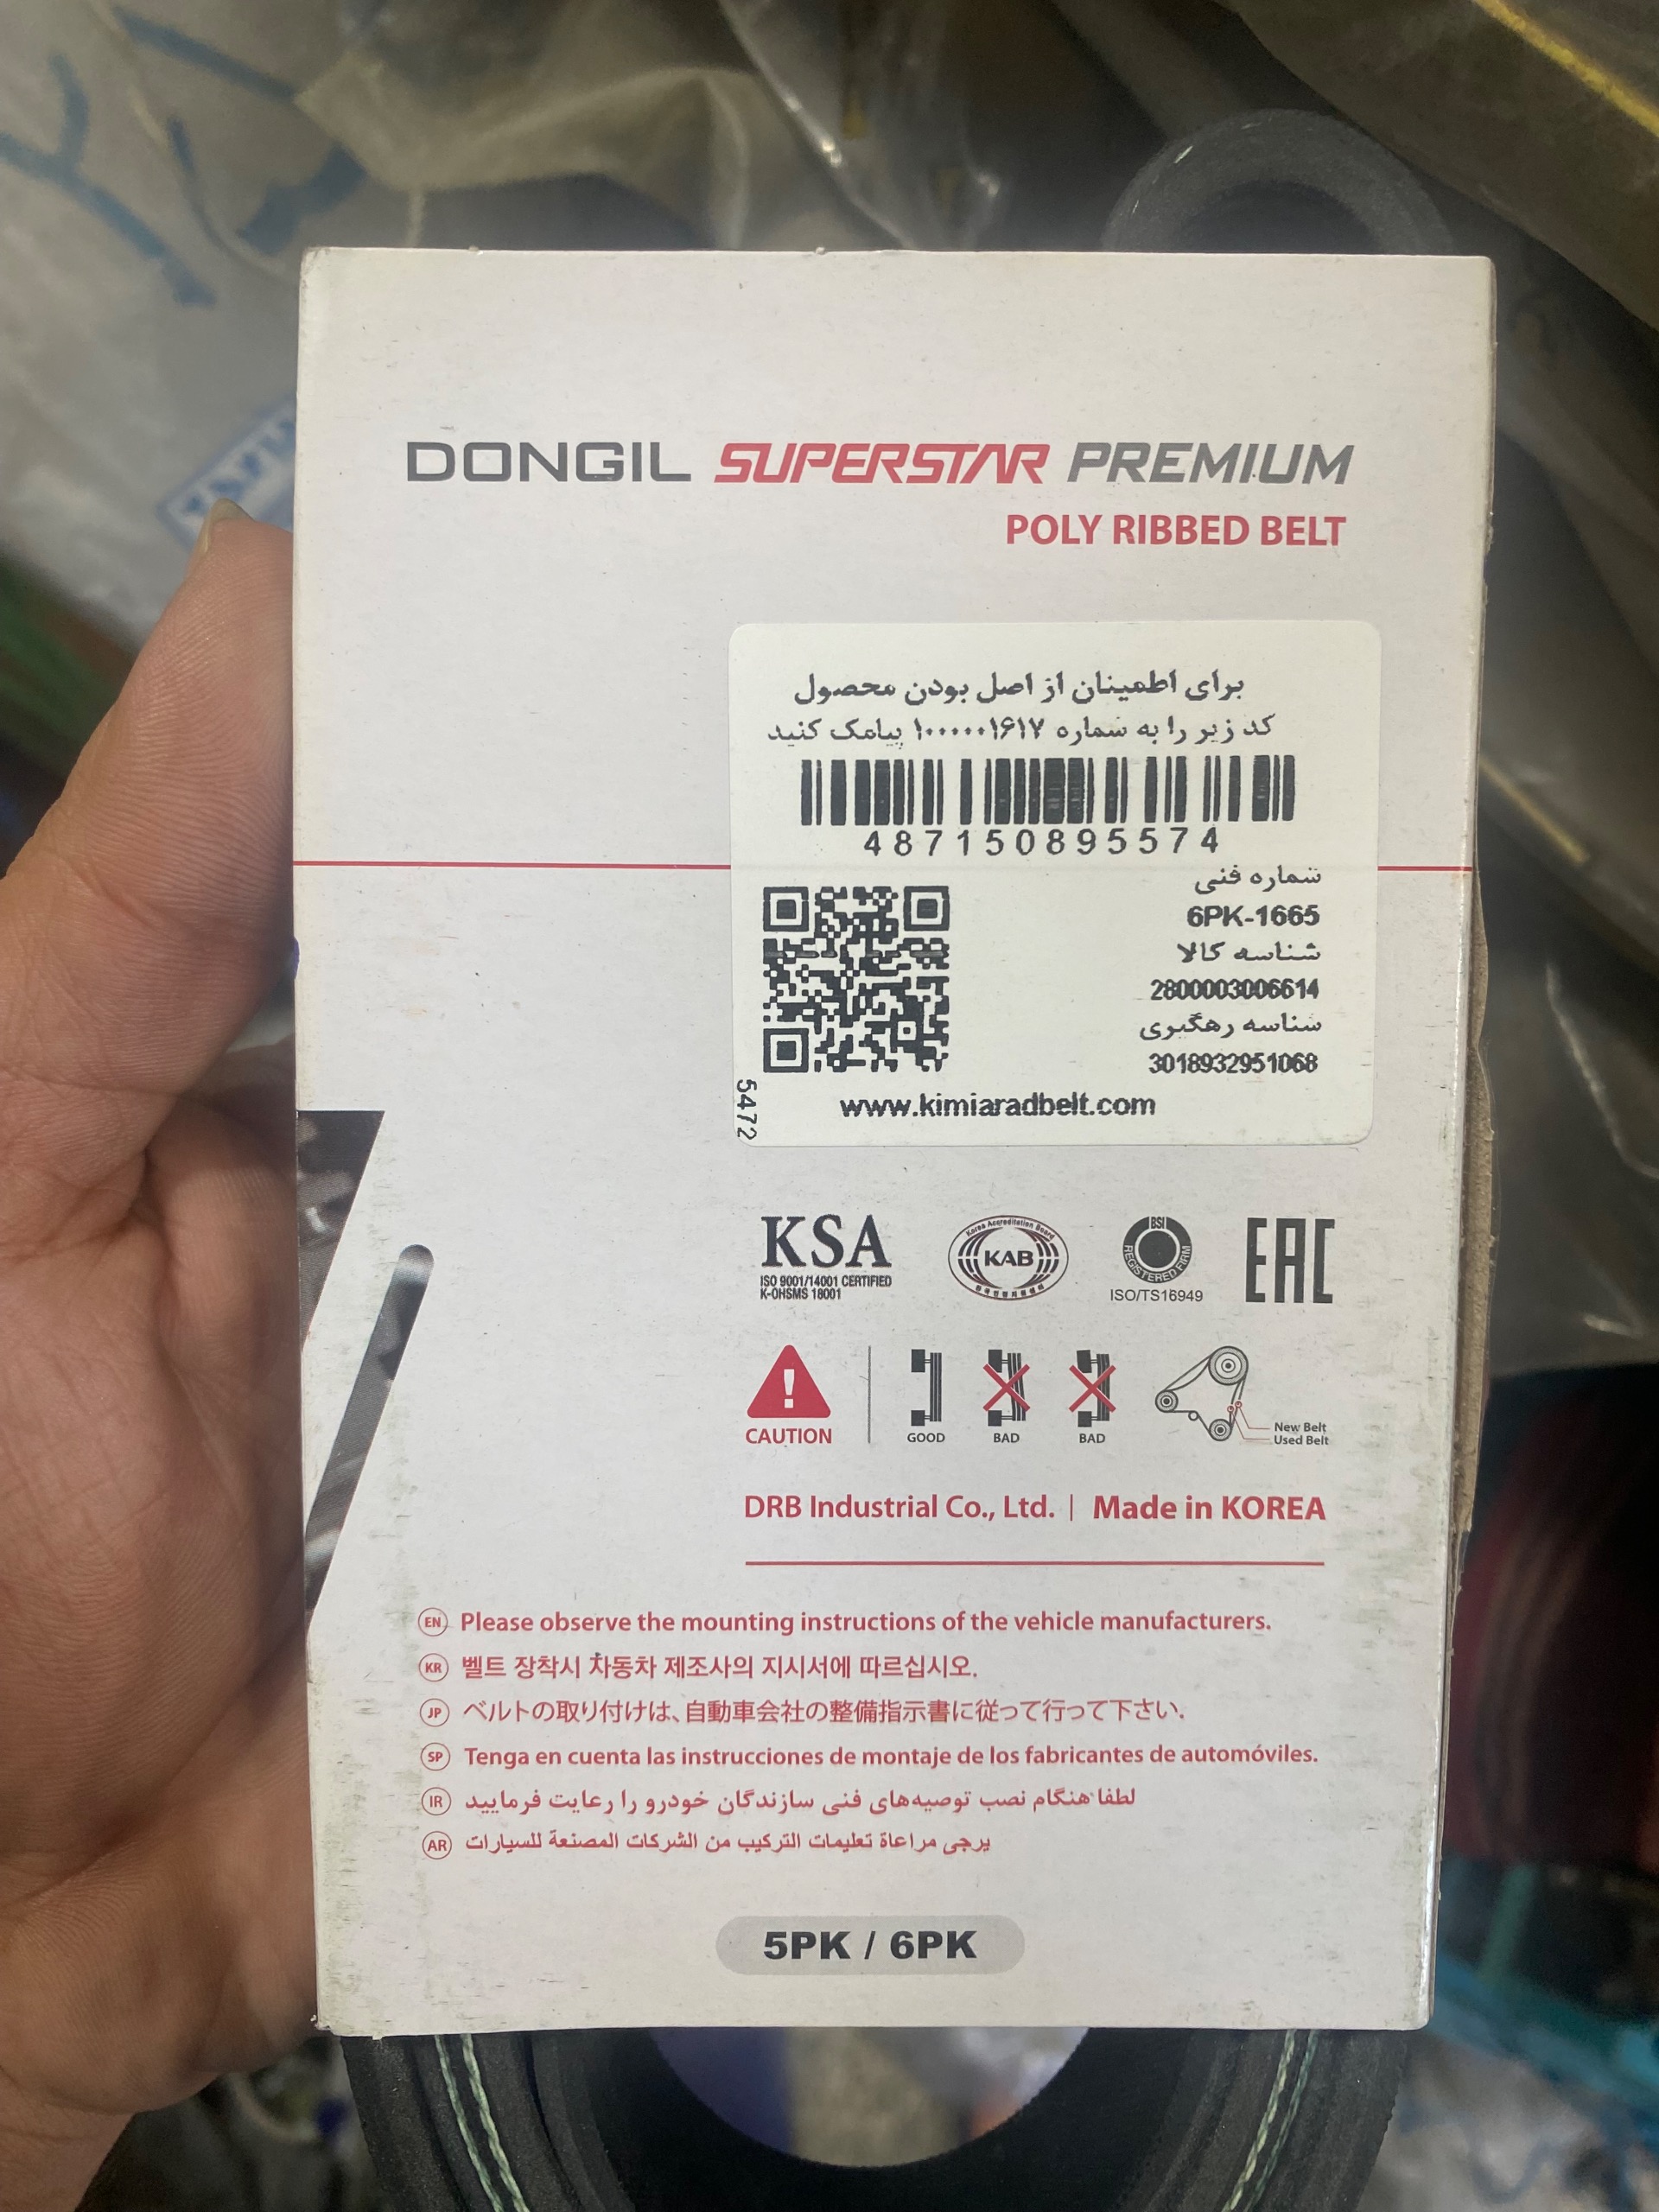 DONGIL SUPERSTAR PREMIUM
POLY RIBBED BELT
برای اطمینان از اصل بودن محصول
کد زیر را به شماره ۱۰۰۰۰۰۱۶۱۷ پیامک کنید
487150895574
شماره فنی
6PK-1665
شناسه کالا
2800003006614
شناسه رهگیری
3018932951068
5472
www.kimiaradbelt.com
KSA
ISO 9001/14001 CERTIFIED
K-OHSMS 18001
Korea Accreditation Board
KAB
BSI
REGISTERED FIRM
ISO/TS16949
EAC
CAUTION
GOOD
BAD
BAD
New Belt
Used Belt
DRB Industrial Co., Ltd. | Made in KOREA
EN Please observe the mounting instructions of the vehicle manufacturers.
KR 벨트 장착시 자동차 제조사의 지시서에 따르십시오.
JP ベルトの取り付けは、自動車会社の整備指示書に従って行って下さい.
SP Tenga en cuenta las instrucciones de montaje de los fabricantes de automóviles.
IR لطفا هنگام نصب توصیه‌های فنی سازندگان خودرو را رعایت فرمایید
AR يرجى مراعاة تعليمات التركيب من الشركات المصنعة للسيارات
5PK / 6PK